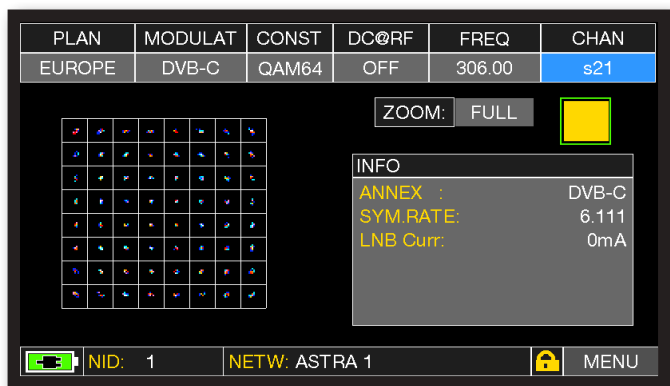 PLAN MODULAT CONST DC@RF FREQ CHAN
EUROPE DVB-C QAM64 OFF 306.00 s21
ZOOM: FULL
INFO
ANNEX : DVB-C
SYM.RATE: 6.111
LNB Curr: 0mA
NID: 1 NETW: ASTRA 1 MENU